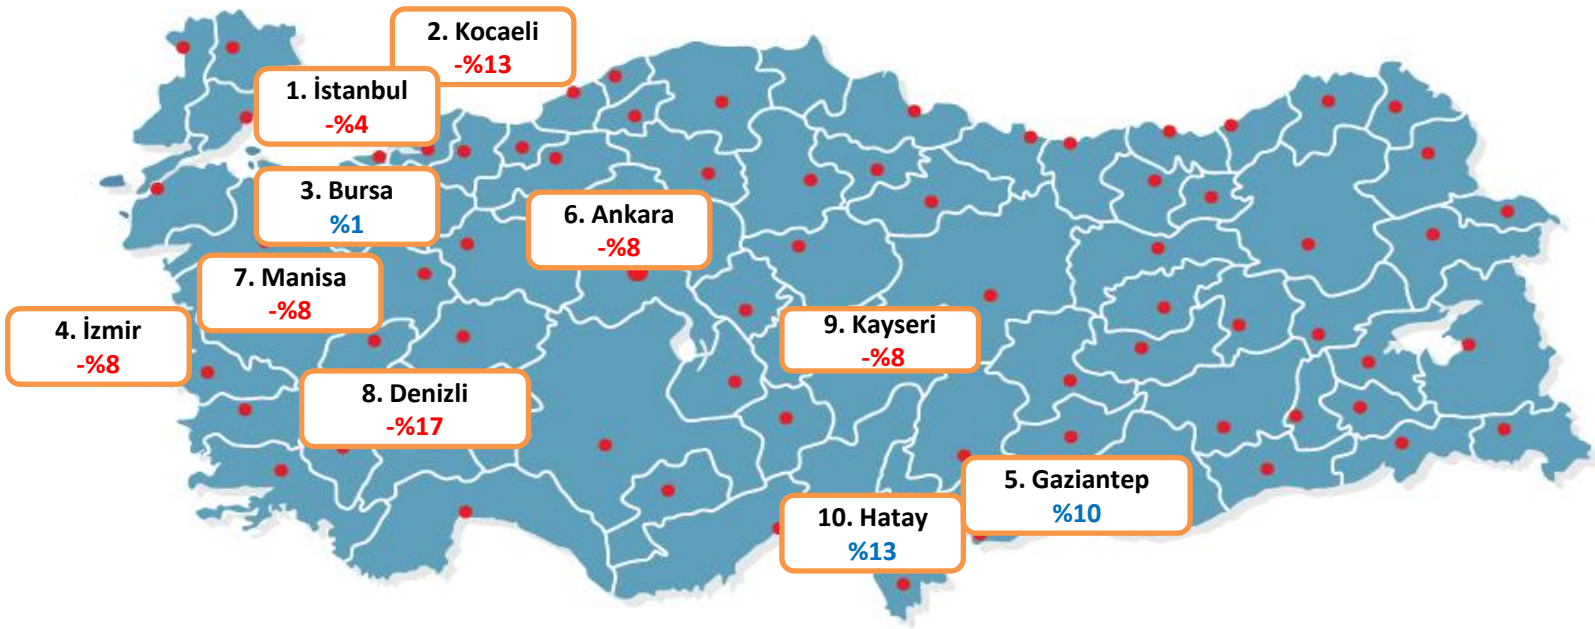 2. Kocaeli
-%13
1. İstanbul
-%4
3. Bursa
%1
6. Ankara
-%8
7. Manisa
-%8
4. İzmir
-%8
9. Kayseri
-%8
8. Denizli
-%17
5. Gaziantep
%10
10. Hatay
%13